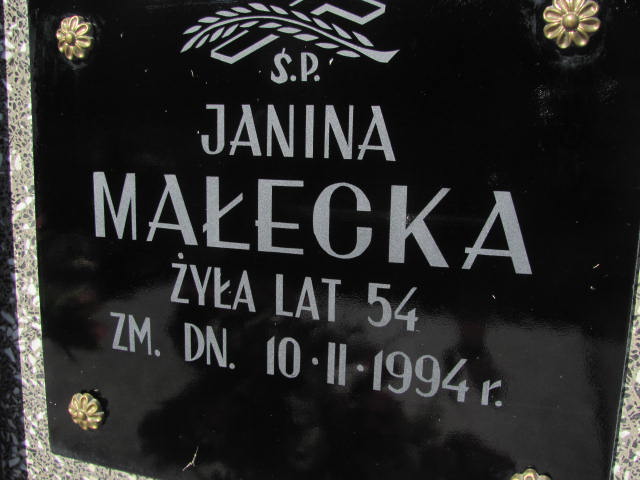 Ś.P.
JANINA
MAŁECKA
ŻYŁA LAT 54
ZM. DN. 10·II·1994 r.